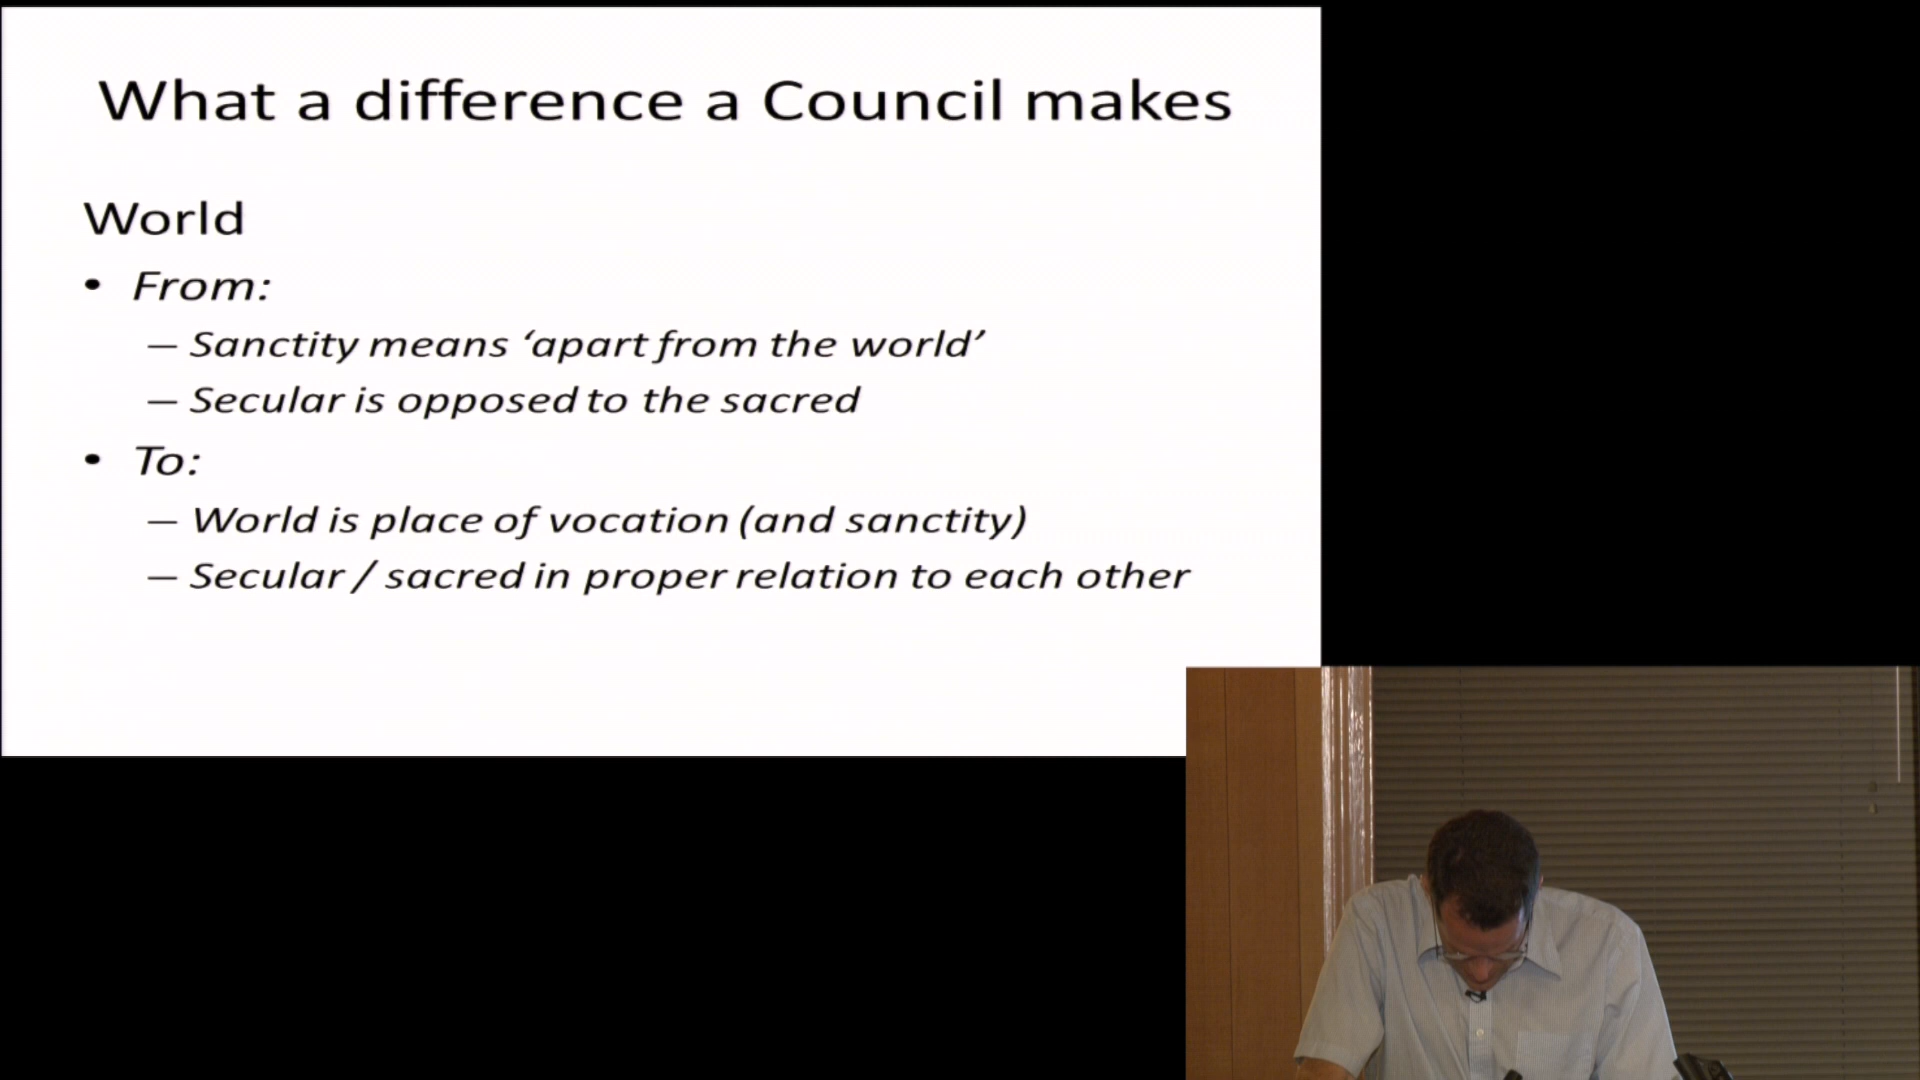 What a difference a Council makes
World
• From:
– Sanctity means ‘apart from the world’
– Secular is opposed to the sacred
• To:
– World is place of vocation (and sanctity)
– Secular / sacred in proper relation to each other